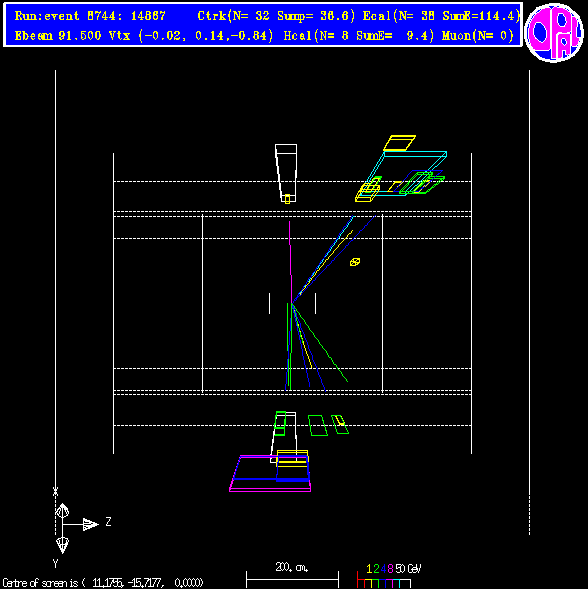 Run:event 8744: 14867 Ctrk(N= 32 Sump= 36.6) Ecal(N= 38 SumE=114.4)
Ebeam 91.500 Vtx (-0.02, 0.14,-0.84) Hcal(N= 8 SumE= 9.4) Muon(N= 0)
OPAL
X
Z
Y
200. cm.
1 2 4 8 50 GeV
Centre of screen is ( 11.1755, -15.7177, 0.0000)